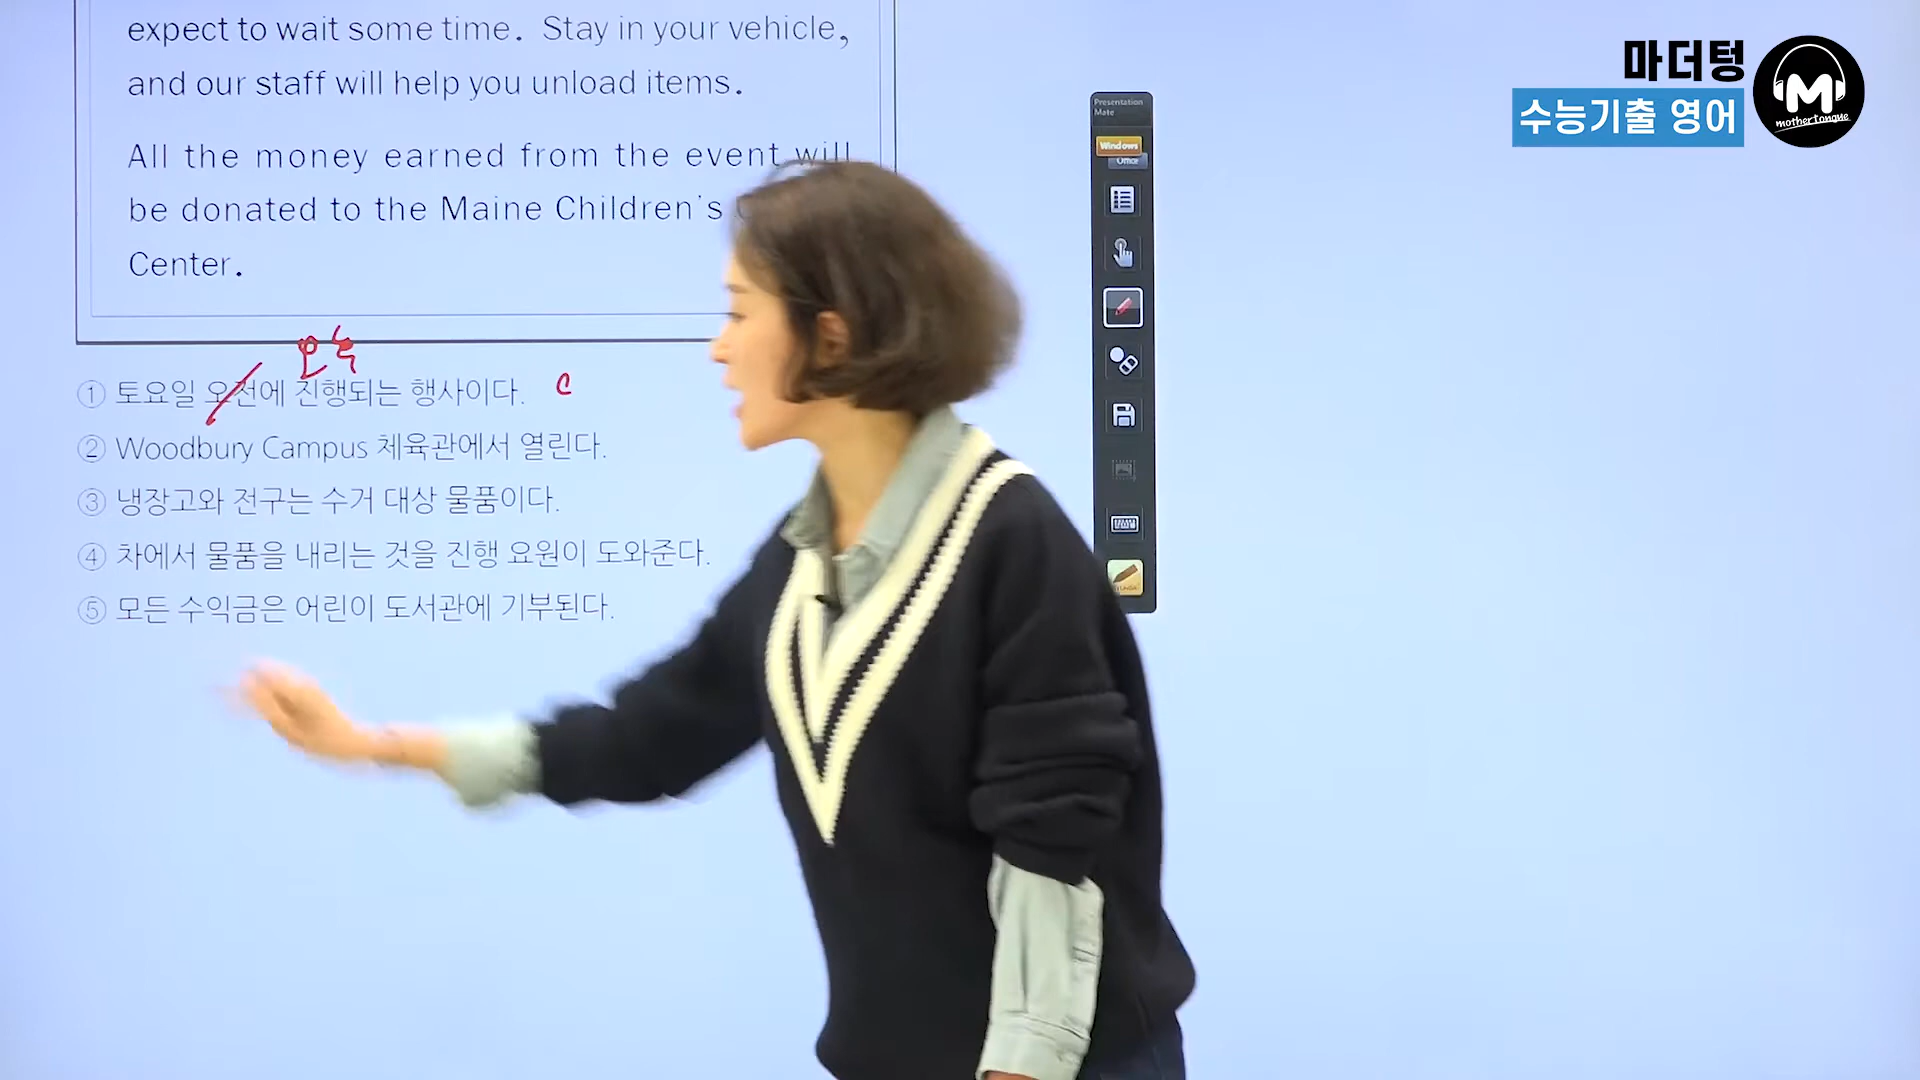 expect to wait some time. Stay in your vehicle,
and our staff will help you unload items.
All the money earned from the event will
be donated to the Maine Children's
Center.
① 토요일 오전에 진행되는 행사이다.
② Woodbury Campus 체육관에서 열린다.
③ 냉장고와 전구는 수거 대상 물품이다.
④ 차에서 물품을 내리는 것을 진행 요원이 도와준다.
⑤ 모든 수익금은 어린이 도서관에 기부된다.
Presentation
Mate
Windows
Office
마더텅
수능기출 영어
M
mothertongue